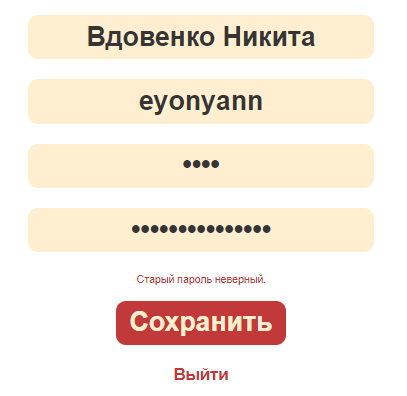 Вдовенко Никита
eyonyann
••••
•••••••••••••••
Старый пароль неверный.
Сохранить
Выйти